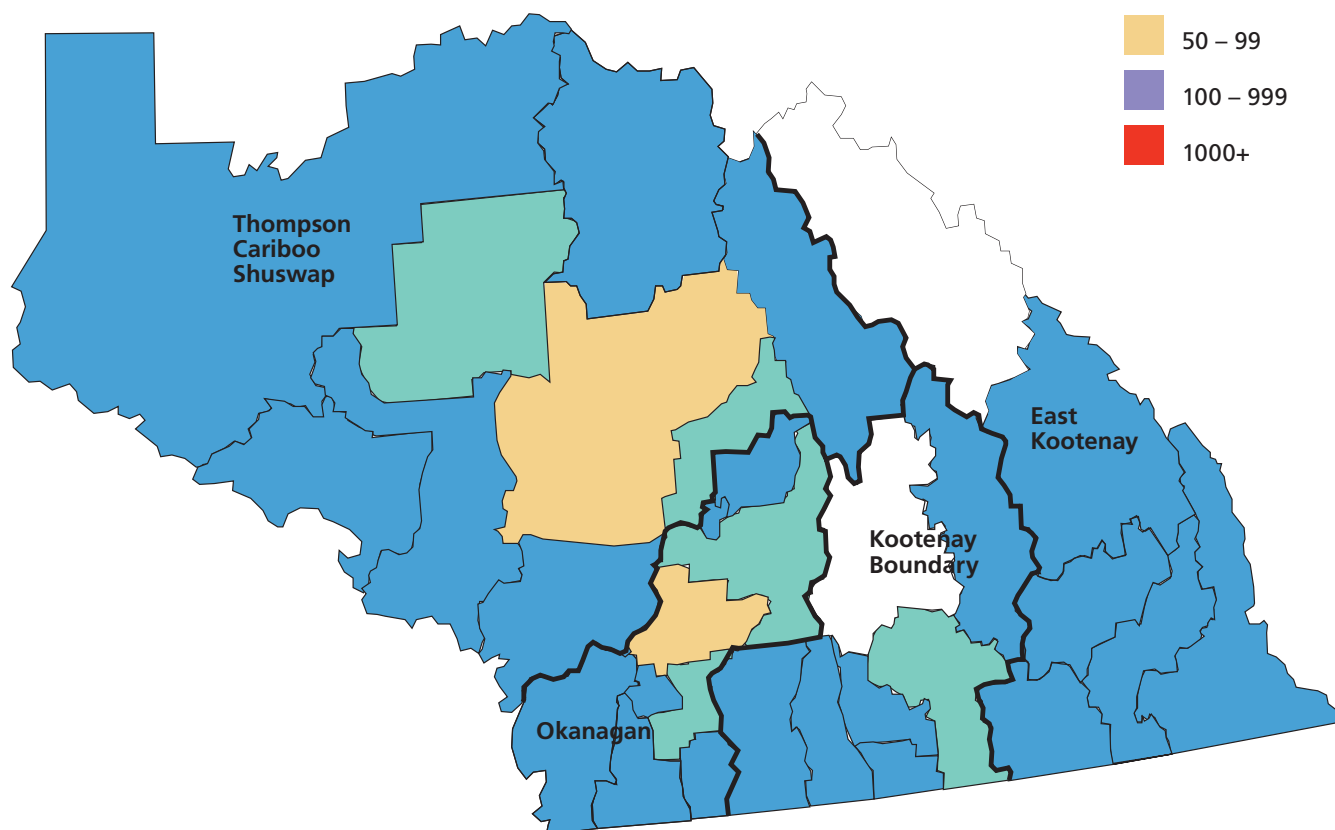 50 – 99
100 – 999
1000+
Thompson
Cariboo
Shuswap
East
Kootenay
Kootenay
Boundary
Okanagan